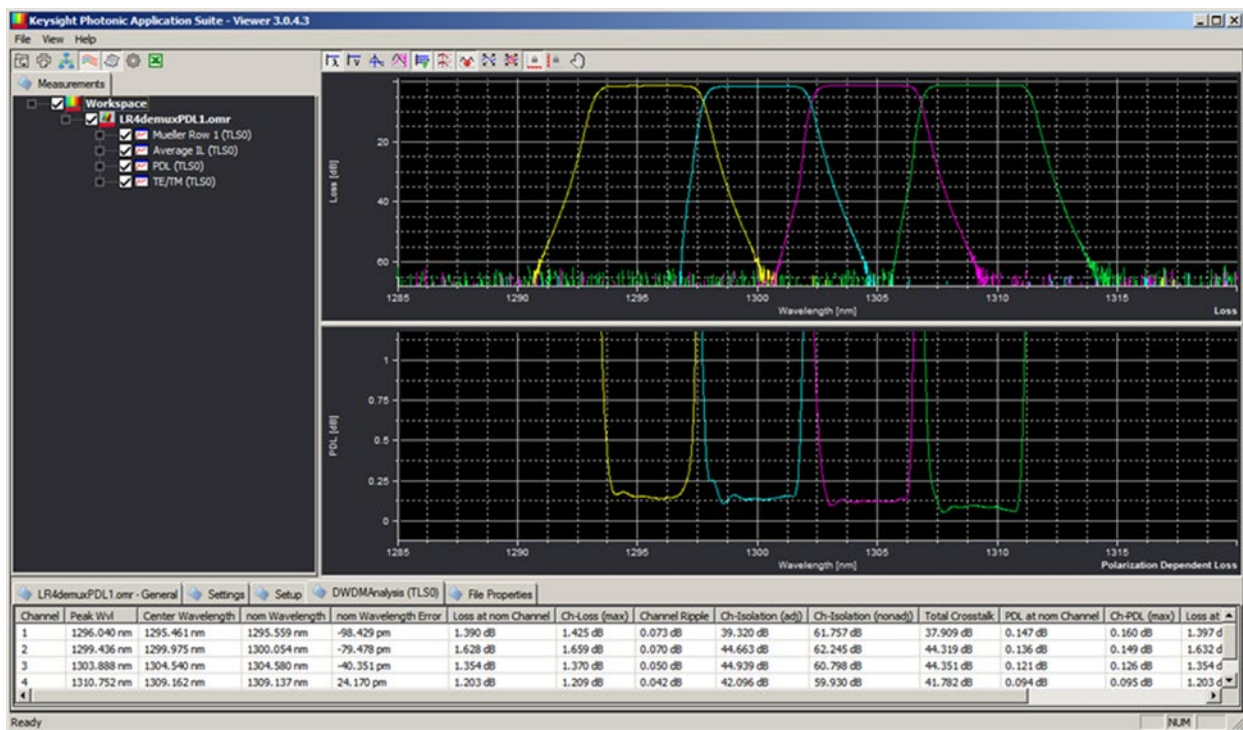 Keysight Photonic Application Suite - Viewer 3.0.4.3
File View Help
Measurements
Workspace
LR4demuxPDL1.omr
Mueller Row 1 (TLS0)
Average IL (TLS0)
PDL (TLS0)
TE/TM (TLS0)
Loss [dB]
20
40
60
1285 1290 1295 1300 1305 1310 1315
Wavelength [nm] Loss
PDL [dB]
1
0.75
0.5
0.25
0
1285 1290 1295 1300 1305 1310 1315
Wavelength [nm] Polarization Dependent Loss
LR4demuxPDL1.omr - General Settings Setup DWDMAnalysis (TLS0) File Properties
Channel Peak Wvl Center Wavelength nom Wavelength nom Wavelength Error Loss at nom Channel Ch-Loss (max) Channel Ripple Ch-Isolation (adj) Ch-Isolation (nonadj) Total Crosstalk PDL at nom Channel Ch-PDL (max) Loss at
1 1296.040 nm 1295.461 nm 1295.559 nm -98.429 pm 1.390 dB 1.425 dB 0.073 dB 39.320 dB 61.757 dB 37.909 dB 0.147 dB 0.160 dB 1.397 d
2 1299.436 nm 1299.975 nm 1300.054 nm -79.478 pm 1.628 dB 1.659 dB 0.070 dB 44.663 dB 62.245 dB 44.319 dB 0.136 dB 0.149 dB 1.632 d
3 1303.888 nm 1304.540 nm 1304.580 nm -40.351 pm 1.354 dB 1.370 dB 0.050 dB 44.939 dB 60.798 dB 44.351 dB 0.121 dB 0.126 dB 1.354 d
4 1310.752 nm 1309.162 nm 1309.137 nm 24.170 pm 1.203 dB 1.209 dB 0.042 dB 42.096 dB 59.930 dB 41.782 dB 0.094 dB 0.095 dB 1.203 d
Ready NUM